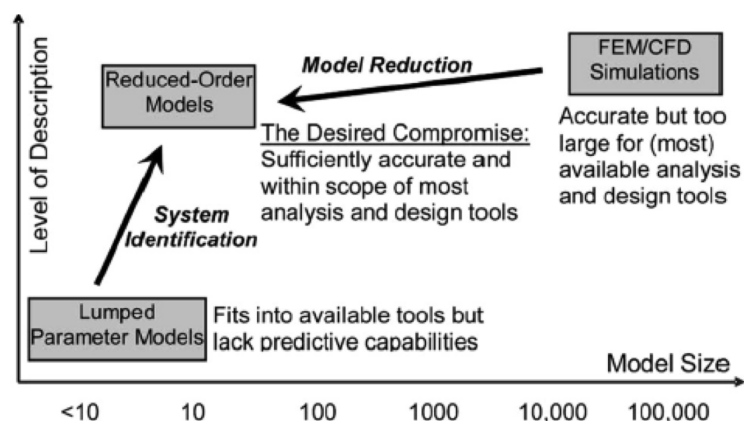 Level of Description
Reduced-Order
Models
Model Reduction
FEM/CFD
Simulations
The Desired Compromise:
Sufficiently accurate and
within scope of most
analysis and design tools
Accurate but too
large for (most)
available analysis
and design tools
System
Identification
Lumped
Parameter Models
Fits into available tools but
lack predictive capabilities
Model Size
<10 10 100 1000 10,000 100,000